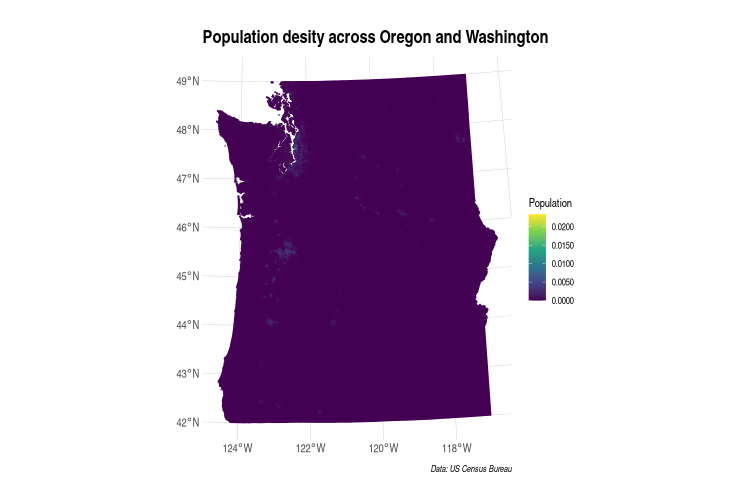 Population desity across Oregon and Washington
49°N
48°N
47°N
46°N
45°N
44°N
43°N
42°N
124°W
122°W
120°W
118°W
Population
0.0200
0.0150
0.0100
0.0050
0.0000
Data: US Census Bureau